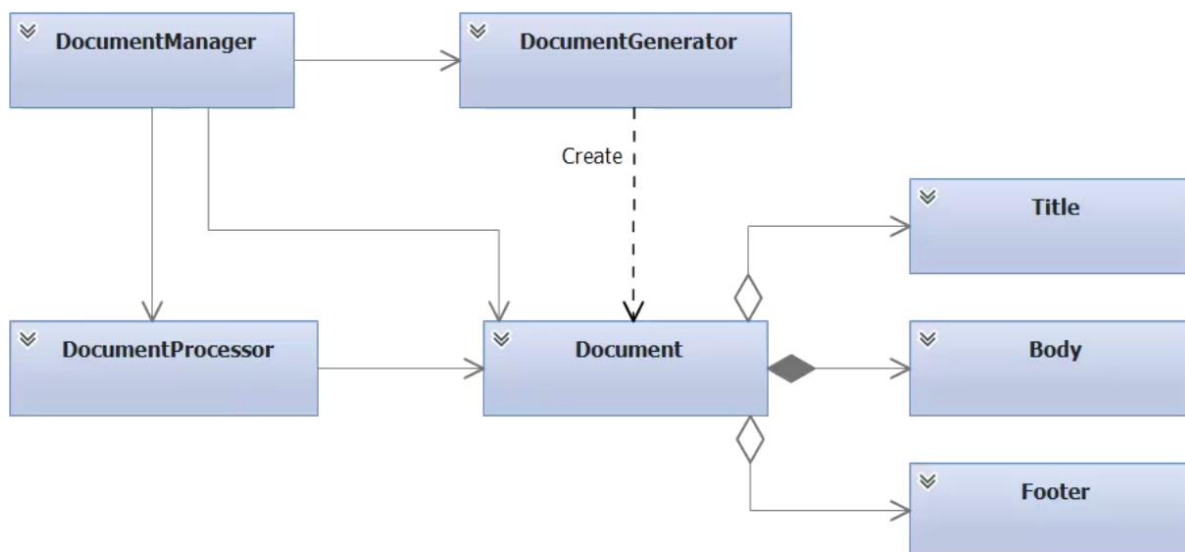 DocumentManager
DocumentGenerator
Create
Title
DocumentProcessor
Document
Body
Footer